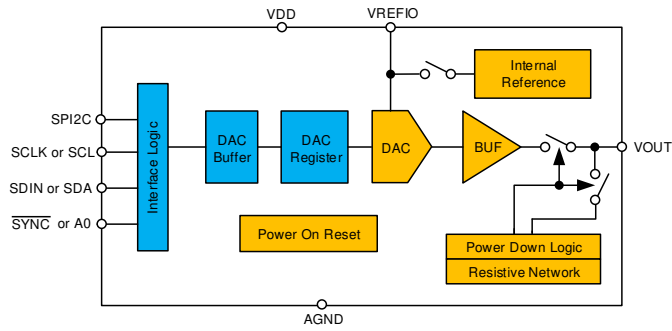 VDD
VREFIO
Internal
Reference
SPI2C
SCLK or SCL
SDIN or SDA
SYNC or A0
Interface Logic
DAC
Buffer
DAC
Register
DAC
BUF
VOUT
Power On Reset
Power Down Logic
Resistive Network
AGND